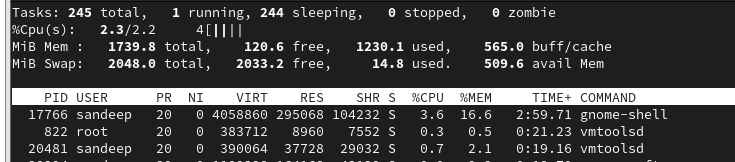 Tasks: 245 total,   1 running, 244 sleeping,   0 stopped,   0 zombie
%Cpu(s):   2.3/2.2     4[||||
MiB Mem :   1739.8 total,    120.6 free,   1230.1 used,    565.0 buff/cache
MiB Swap:   2048.0 total,   2033.2 free,     14.8 used.    509.6 avail Mem
PID USER      PR  NI    VIRT    RES    SHR S  %CPU  %MEM     TIME+ COMMAND
17766 sandeep   20   0 4058860 295068 104232 S   3.6  16.6   2:59.71 gnome-shell
822 root      20   0  383712   8960   7552 S   0.3   0.5   0:21.23 vmtoolsd
20481 sandeep   20   0  390064  37728  29032 S   0.7   2.1   0:19.16 vmtoolsd